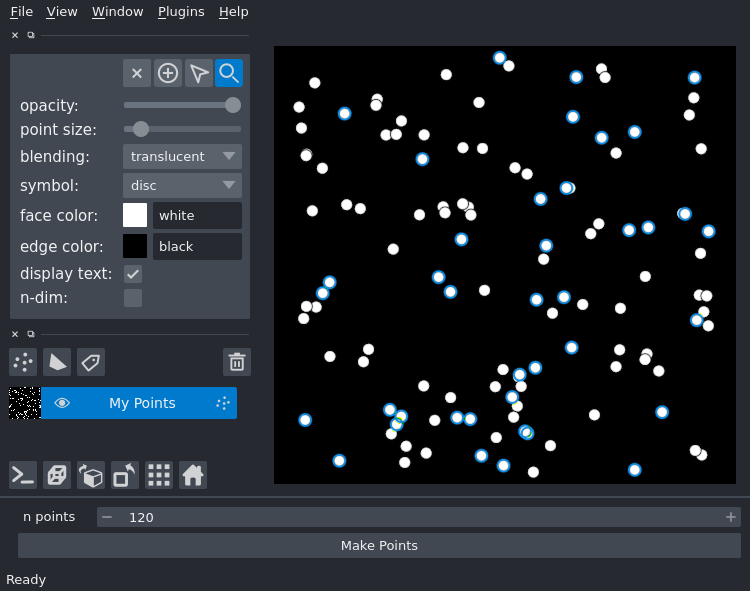 File View Window Plugins Help
opacity:
point size:
blending: translucent
symbol: disc
face color: white
edge color: black
display text:
n-dim:
My Points
n points 120
Make Points
Ready